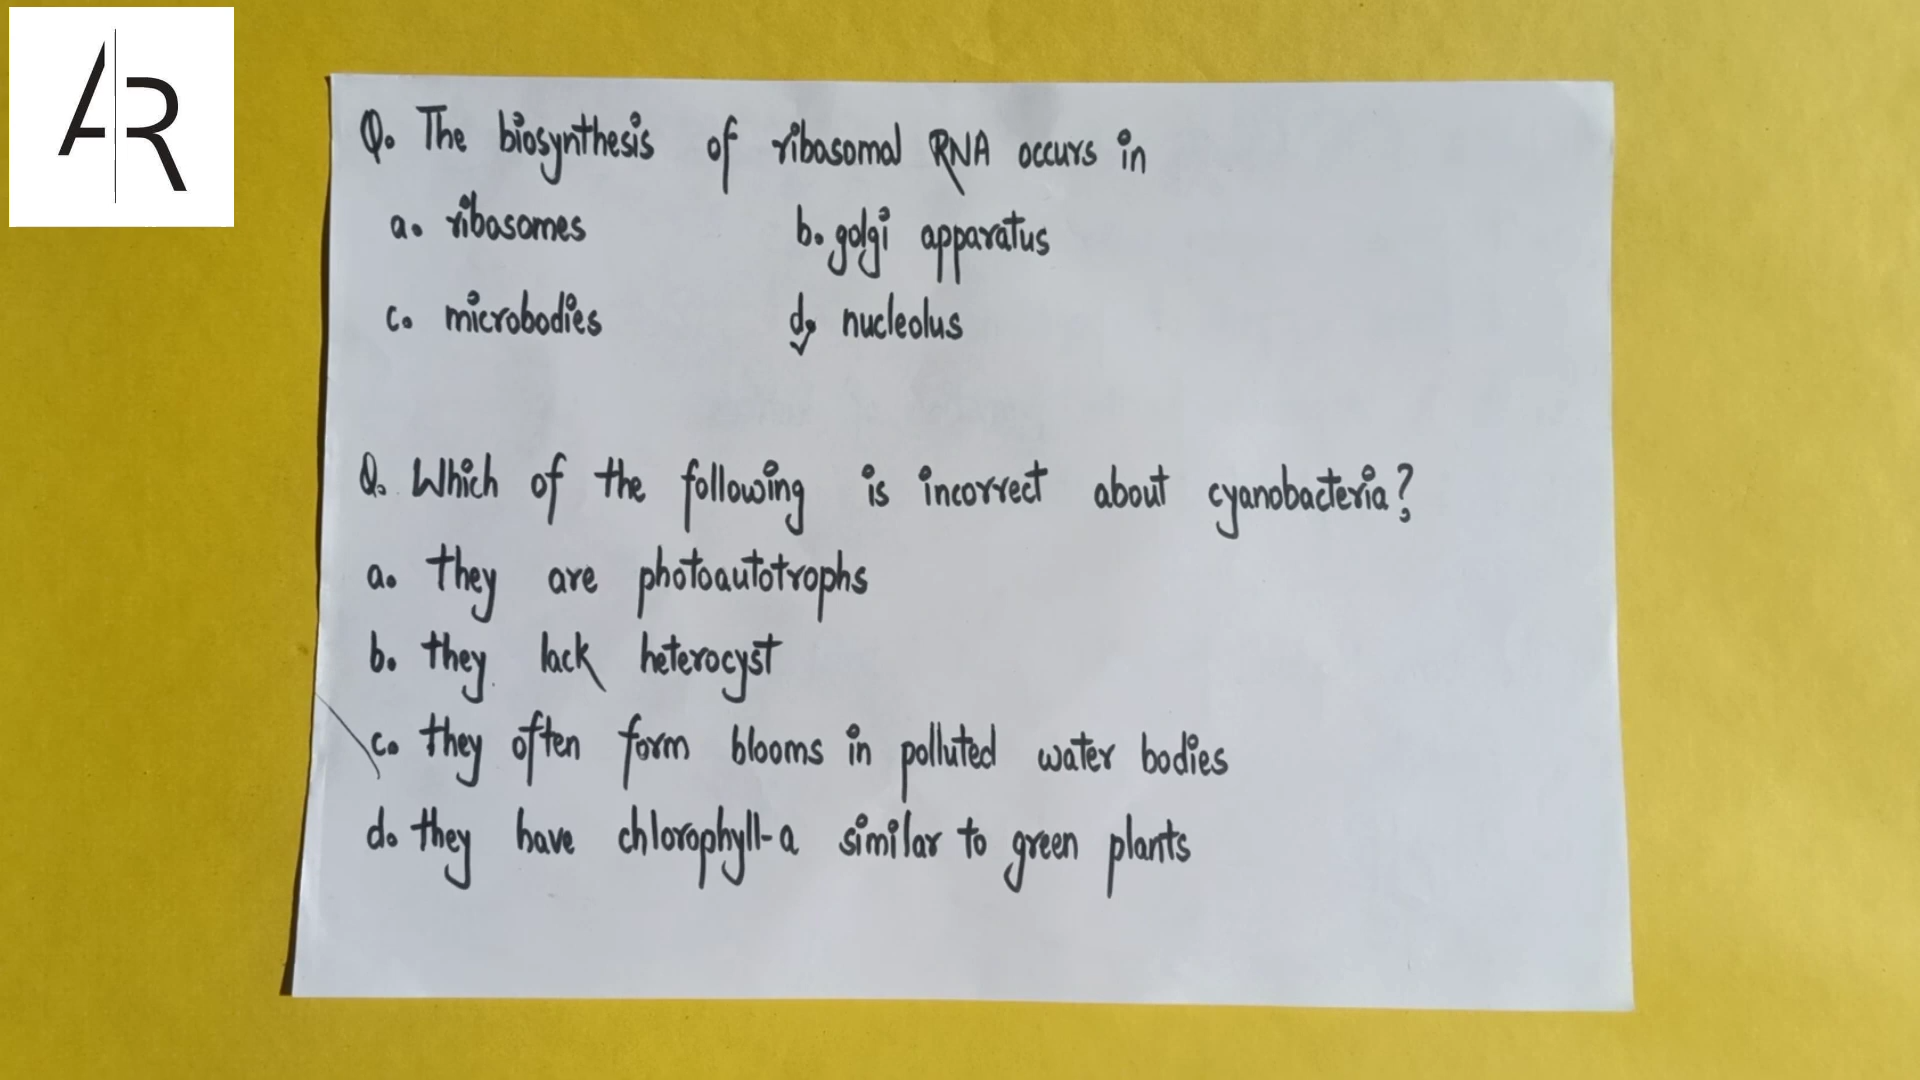 AR
Q. The biosynthesis of ribosomal RNA occurs in
a. ribosomes b. golgi apparatus
c. microbodies d. nucleolus
Q. Which of the following is incorrect about cyanobacteria?
a. they are photoautotrophs
b. they lack heterocyst
c. they often form blooms in polluted water bodies
d. they have chlorophyll-a similar to green plants